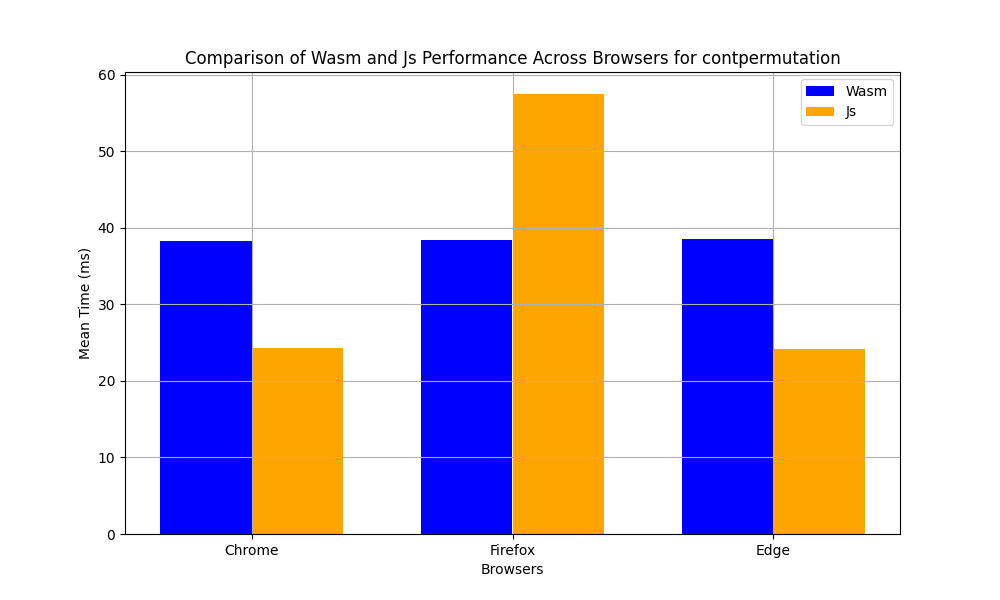 Comparison of Wasm and Js Performance Across Browsers for contpermutation
Wasm
Js
Mean Time (ms)
60
50
40
30
20
10
0
Chrome Firefox Edge
Browsers